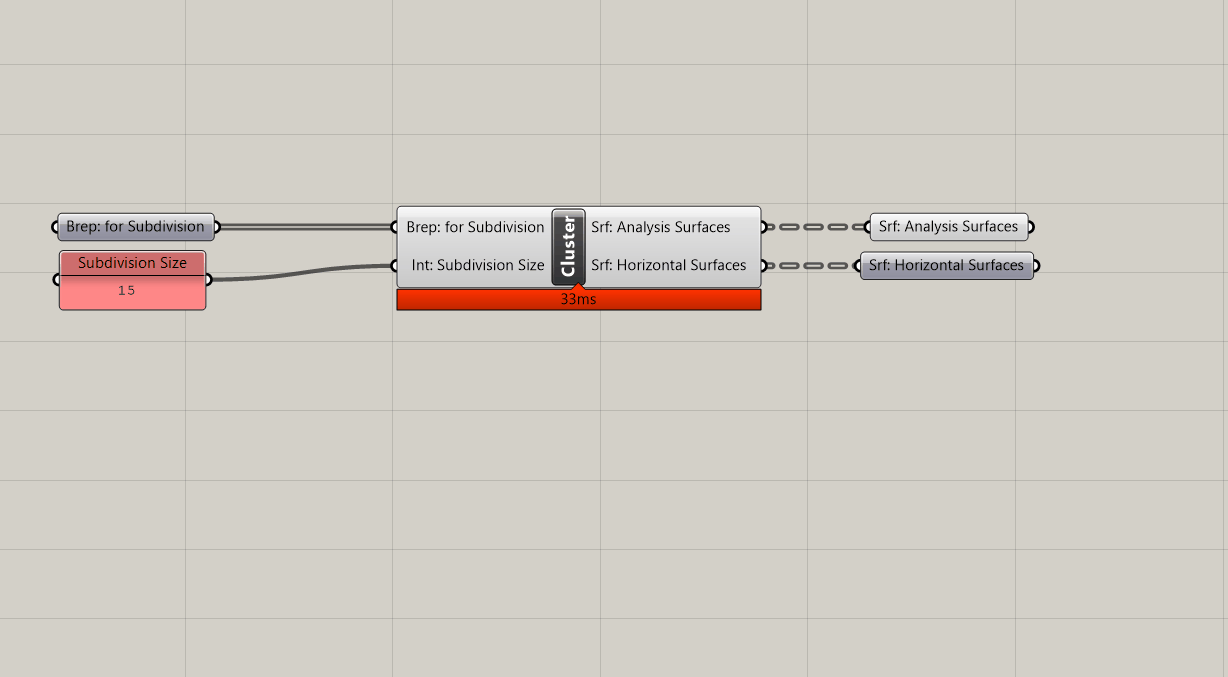 Brep: for Subdivision
Subdivision Size
15
Brep: for Subdivision
Int: Subdivision Size
Cluster
Srf: Analysis Surfaces
Srf: Horizontal Surfaces
33ms
Srf: Analysis Surfaces
Srf: Horizontal Surfaces